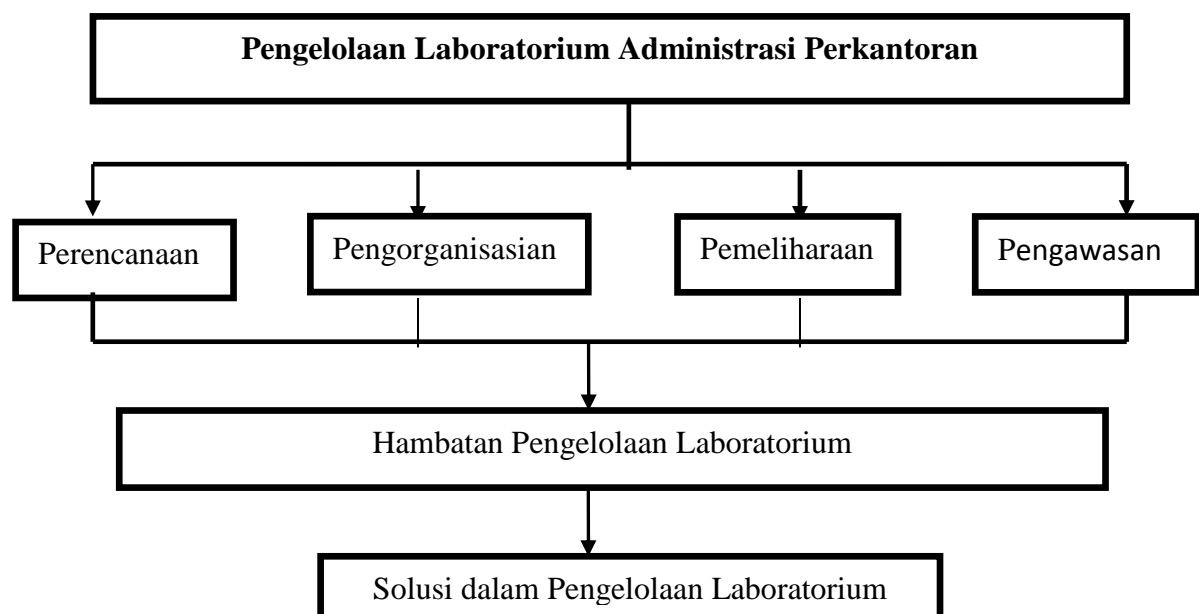 Pengelolaan Laboratorium Administrasi Perkantoran
Perencanaan
Pengorganisasian
Pemeliharaan
Pengawasan
Hambatan Pengelolaan Laboratorium
Solusi dalam Pengelolaan Laboratorium